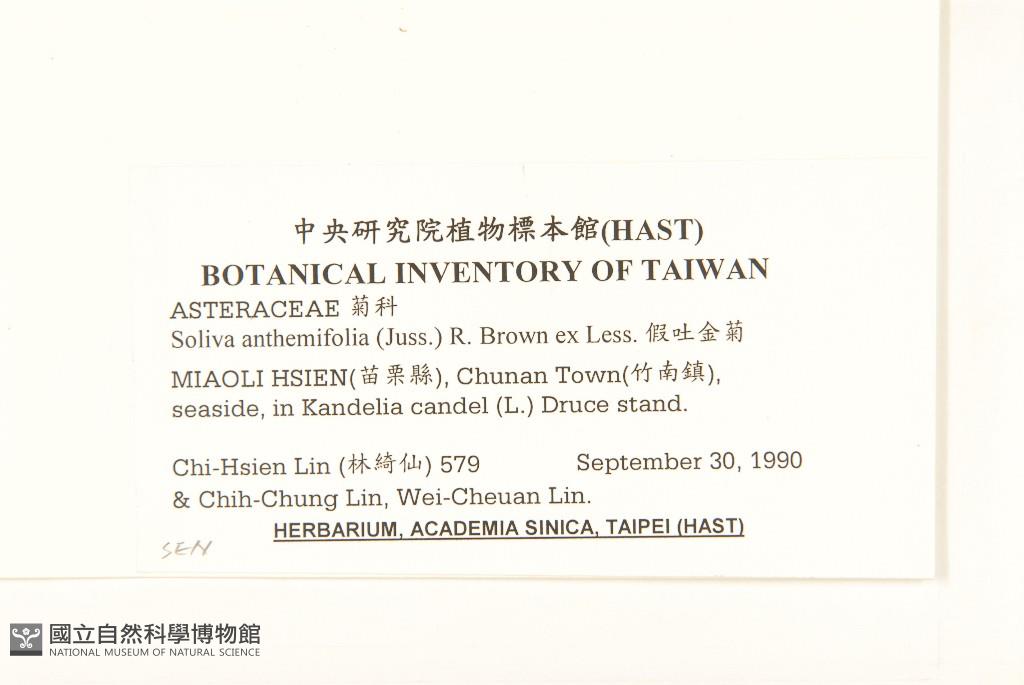 中央研究院植物標本館(HAST)
BOTANICAL INVENTORY OF TAIWAN
ASTERACEAE 菊科
Soliva anthemifolia (Juss.) R. Brown ex Less. 假吐金菊
MIAOLI HSIEN(苗栗縣), Chunan Town(竹南鎮),
seaside, in Kandelia candel (L.) Druce stand.
Chi-Hsien Lin (林綺仙) 579 September 30, 1990
& Chih-Chung Lin, Wei-Cheuan Lin.
HERBARIUM, ACADEMIA SINICA, TAIPEI (HAST)
SEN
國立自然科學博物館
NATIONAL MUSEUM OF NATURAL SCIENCE